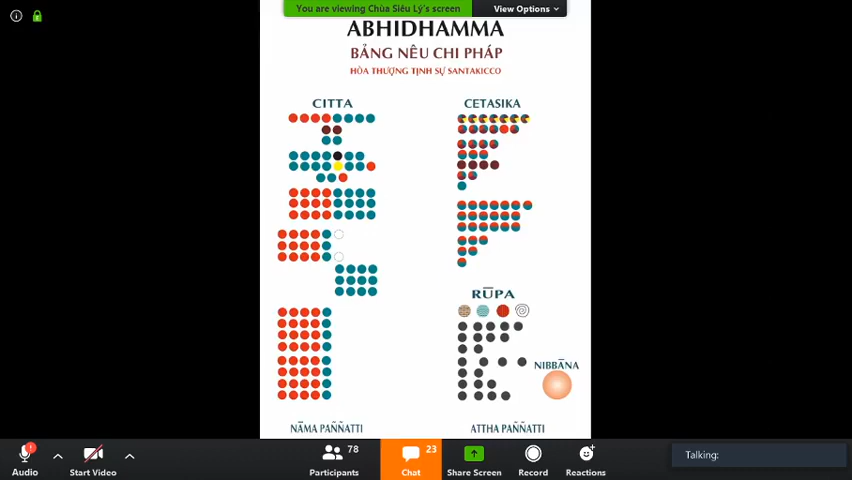 You are viewing Chùa Siêu Lý's screen
View Options
ABHIDHAMMA
BẢNG NÊU CHI PHÁP
HÒA THƯỢNG TỊNH SỰ SANTAKICCO
CITTA
CETASIKA
RŪPA
NIBBĀNA
NĀMA PAÑÑATTI
ATTHA PAÑÑATTI
Audio
Start Video
78
Participants
23
Chat
Share Screen
Record
Reactions
Talking: